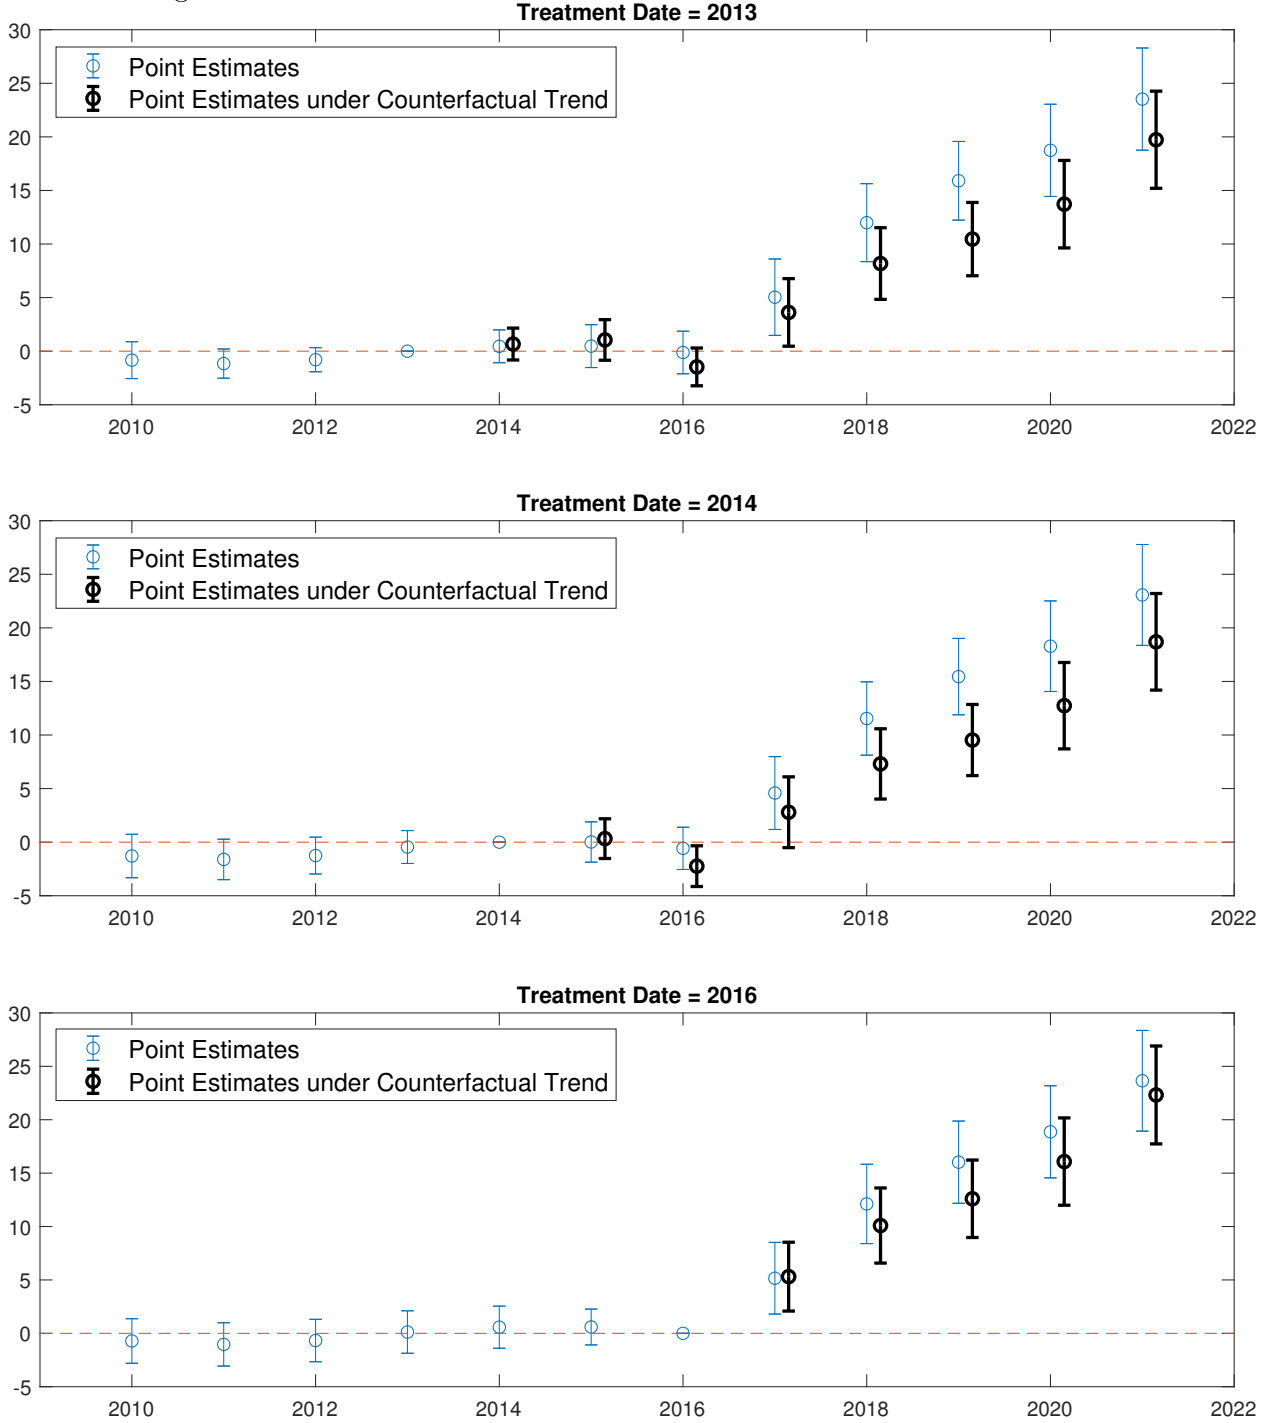 Treatment Date = 2013
30
25
20
15
10
5
0
-5
Point Estimates
Point Estimates under Counterfactual Trend
2010 2012 2014 2016 2018 2020 2022
Treatment Date = 2014
30
25
20
15
10
5
0
-5
Point Estimates
Point Estimates under Counterfactual Trend
2010 2012 2014 2016 2018 2020 2022
Treatment Date = 2016
30
25
20
15
10
5
0
-5
Point Estimates
Point Estimates under Counterfactual Trend
2010 2012 2014 2016 2018 2020 2022